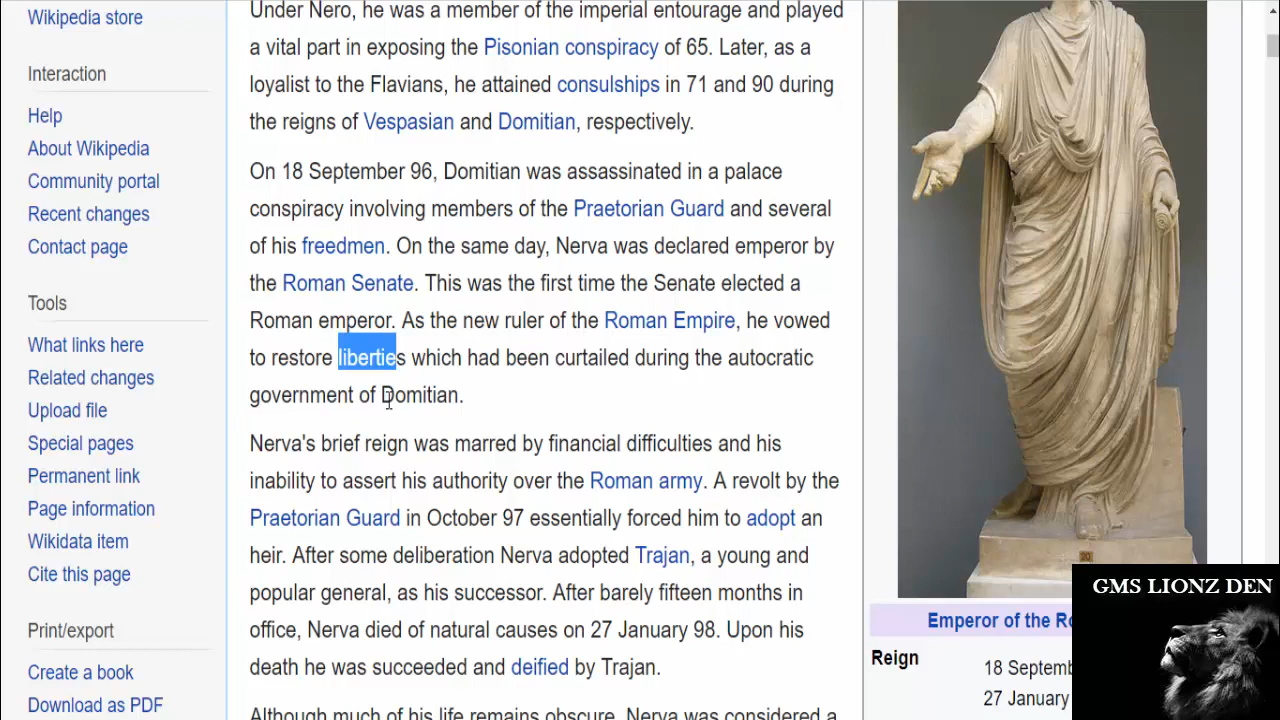 Wikipedia store
Interaction
Help
About Wikipedia
Community portal
Recent changes
Contact page
Tools
What links here
Related changes
Upload file
Special pages
Permanent link
Page information
Wikidata item
Cite this page
Print/export
Create a book
Download as PDF
Under Nero, he was a member of the imperial entourage and played
a vital part in exposing the Pisonian conspiracy of 65. Later, as a
loyalist to the Flavians, he attained consulships in 71 and 90 during
the reigns of Vespasian and Domitian, respectively.
On 18 September 96, Domitian was assassinated in a palace
conspiracy involving members of the Praetorian Guard and several
of his freedmen. On the same day, Nerva was declared emperor by
the Roman Senate. This was the first time the Senate elected a
Roman emperor. As the new ruler of the Roman Empire, he vowed
to restore liberties which had been curtailed during the autocratic
government of Domitian.
Nerva's brief reign was marred by financial difficulties and his
inability to assert his authority over the Roman army. A revolt by the
Praetorian Guard in October 97 essentially forced him to adopt an
heir. After some deliberation Nerva adopted Trajan, a young and
popular general, as his successor. After barely fifteen months in
office, Nerva died of natural causes on 27 January 98. Upon his
death he was succeeded and deified by Trajan.
Although much of his life remains obscure, Nerva was considered a
20
Emperor of the Ro
Reign
18 Septemb
27 January
GMS LIONZ DEN